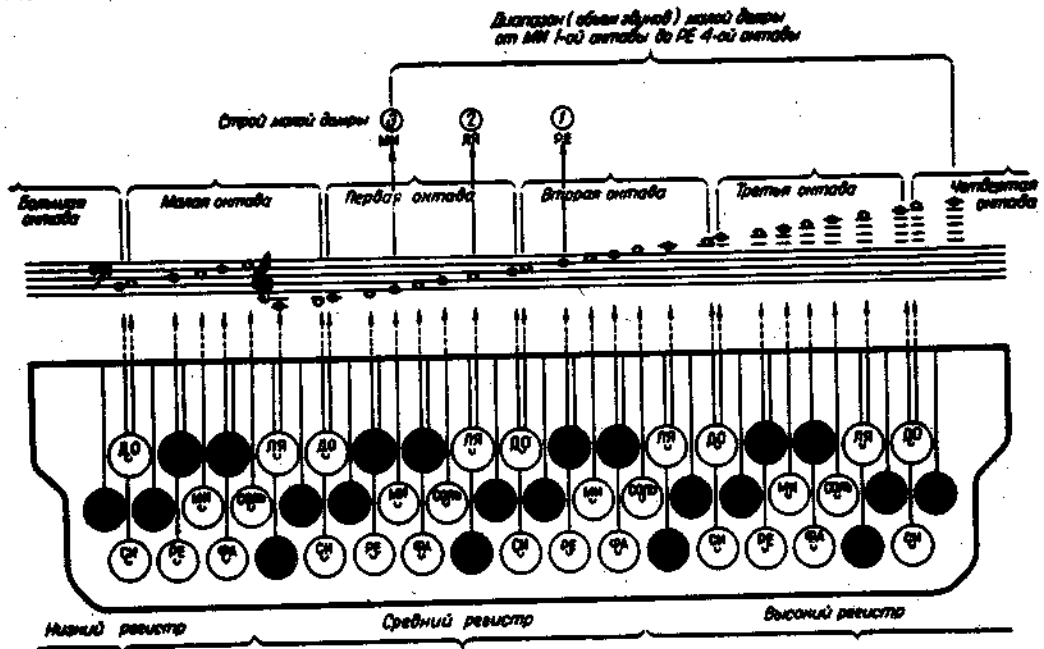 Диапазон (объем звуков) малой домры
от МИ 1-ой октавы до РЕ 4-ой октавы
Строй малой домры
3 2 1
МИ ЛЯ РЕ
Большая октава
Малая октава
Первая октава
Вторая октава
Третья октава
Четвертая октава
ДО ЛЯ ДО ЛЯ ДО ЛЯ ДО ЛЯ ДО
МИ СОЛЬ МИ СОЛЬ МИ СОЛЬ МИ СОЛЬ
СИ РЕ ФА СИ РЕ ФА СИ РЕ ФА СИ РЕ ФА СИ
Низкий регистр
Средний регистр
Высокий регистр